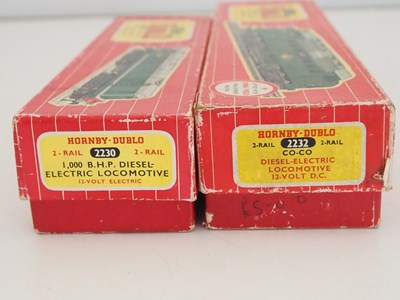 HORNBY-DUBLO
2-RAIL 2230 2-RAIL
1,000 B.H.P. DIESEL-
ELECTRIC LOCOMOTIVE
12-VOLT ELECTRIC
HORNBY-DUBLO
2-RAIL 2232 2-RAIL
CO-CO
DIESEL-ELECTRIC
LOCOMOTIVE
12-VOLT D.C.